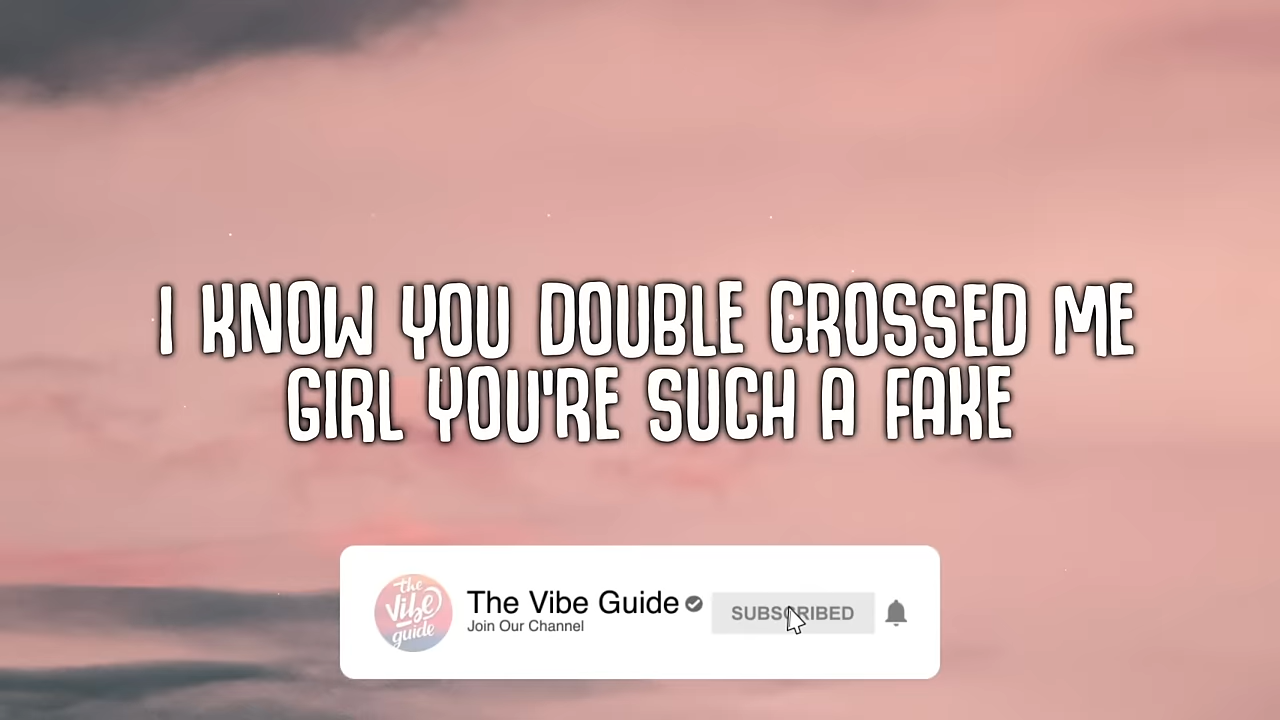 I KNOW YOU DOUBLE CROSSED ME
GIRL YOU'RE SUCH A FAKE
the
Vibe
guide
The Vibe Guide
SUBSCRIBED
Join Our Channel